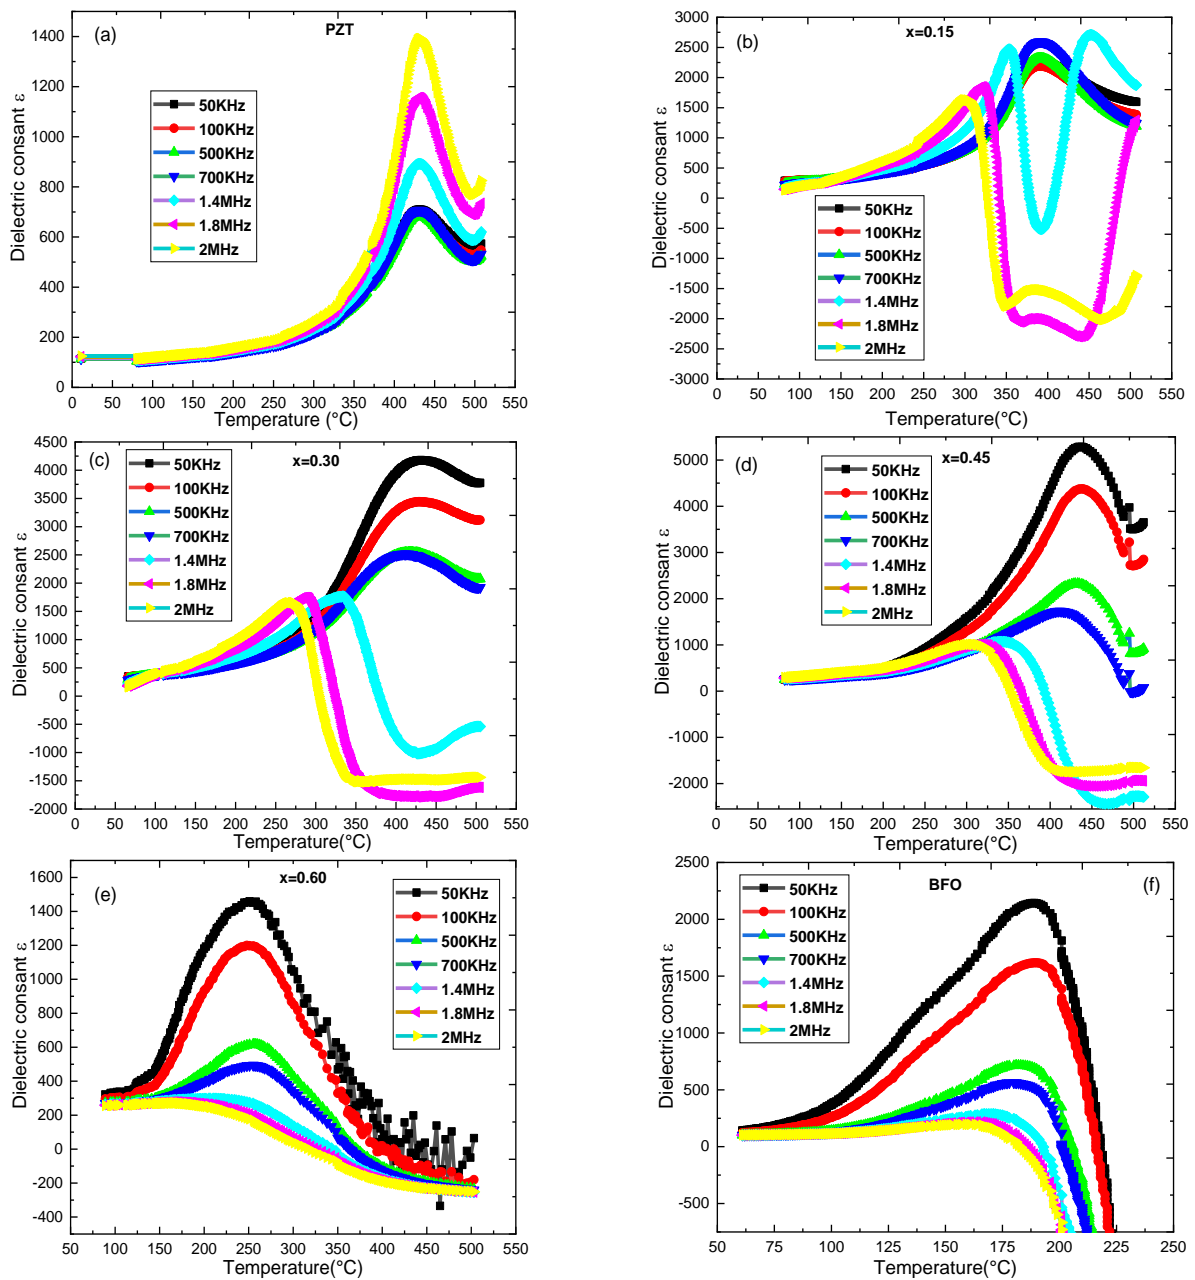 (a)
PZT
50KHz
100KHz
500KHz
700KHz
1.4MHz
1.8MHz
2MHz
Dielectric consant ε
1400
1200
1000
800
600
400
200
0
0 50 100 150 200 250 300 350 400 450 500 550
Temperature (°C)
(b)
x=0.15
50KHz
100KHz
500KHz
700KHz
1.4MHz
1.8MHz
2MHz
Dielectric consant ε
3000
2500
2000
1500
1000
500
0
-500
-1000
-1500
-2000
-2500
-3000
0 50 100 150 200 250 300 350 400 450 500 550
Temperature(°C)
(c)
x=0.30
50KHz
100KHz
500KHz
700KHz
1.4MHz
1.8MHz
2MHz
Dielectric consant ε
4500
4000
3500
3000
2500
2000
1500
1000
500
0
-500
-1000
-1500
-2000
0 50 100 150 200 250 300 350 400 450 500 550
Temperature(°C)
(d)
x=0.45
50KHz
100KHz
500KHz
700KHz
1.4MHz
1.8MHz
2MHz
Dielectric consant ε
5000
4000
3000
2000
1000
0
-1000
-2000
0 50 100 150 200 250 300 350 400 450 500 550
Temperature(°C)
(e)
x=0.60
50KHz
100KHz
500KHz
700KHz
1.4MHz
1.8MHz
2MHz
Dielectric consant ε
1600
1400
1200
1000
800
600
400
200
0
-200
-400
50 100 150 200 250 300 350 400 450 500 550
Temperature(°C)
BFO
(f)
50KHz
100KHz
500KHz
700KHz
1.4MHz
1.8MHz
2MHz
Dielectric consant ε
2500
2000
1500
1000
500
0
-500
50 75 100 125 150 175 200 225 250
Temperature(°C)